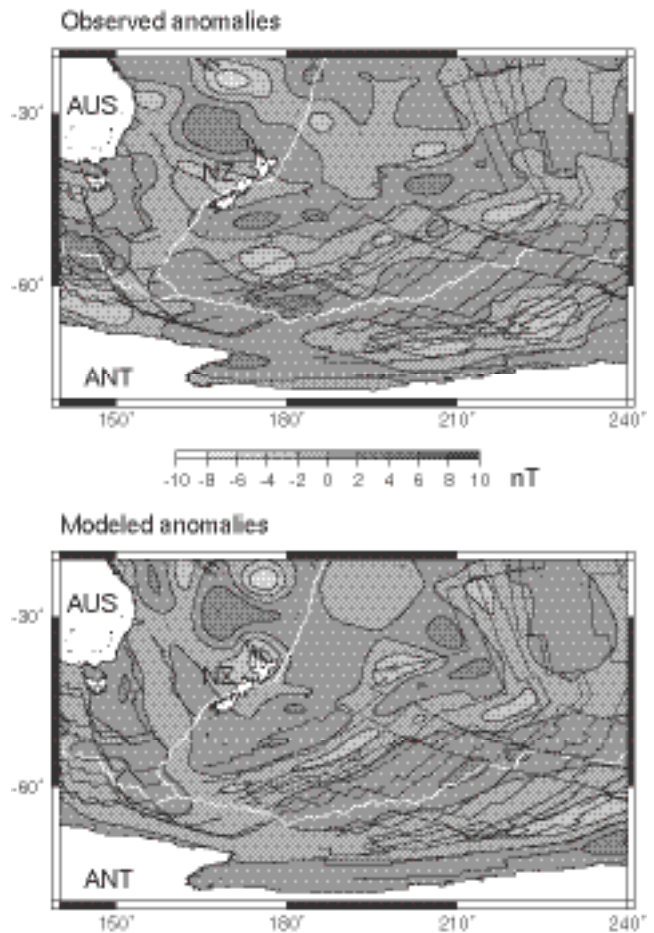 Observed anomalies
AUS
-30°
NZ
-60°
ANT
150° 180° 210° 240°
-10 -8 -6 -4 -2 0 2 4 6 8 10 nT
Modeled anomalies
AUS
-30°
NZ
-60°
ANT
150° 180° 210° 240°